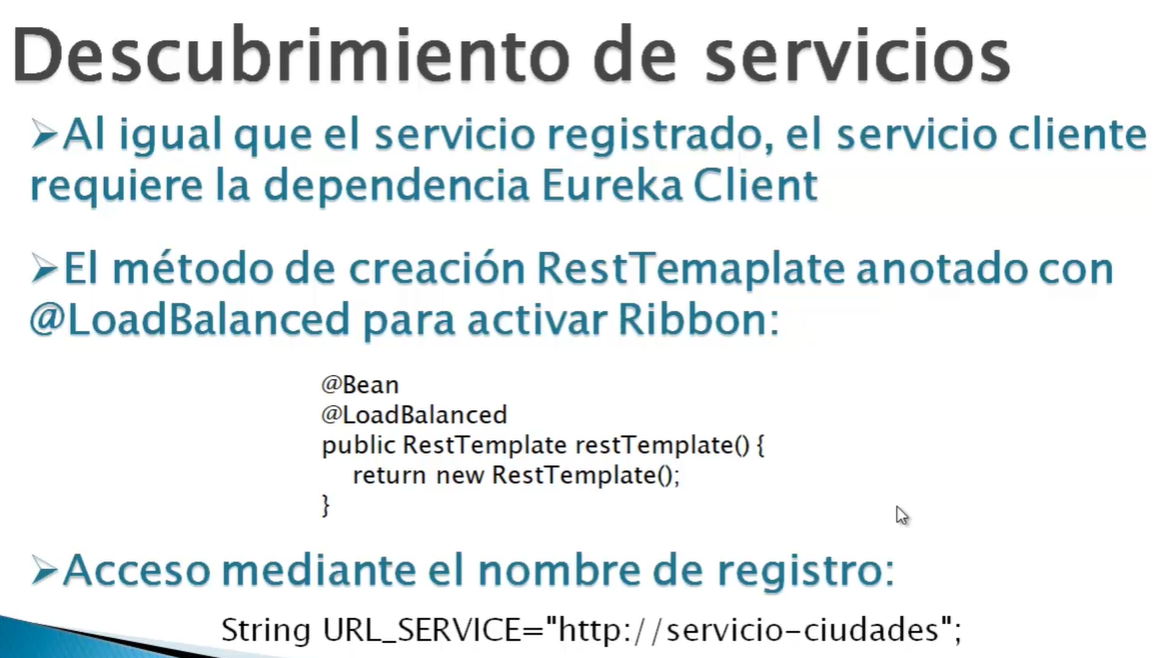 Descubrimiento de servicios
➢Al igual que el servicio registrado, el servicio cliente
requiere la dependencia Eureka Client
➢El método de creación RestTemaplate anotado con
@LoadBalanced para activar Ribbon:
@Bean
@LoadBalanced
public RestTemplate restTemplate() {
return new RestTemplate();
}
➢Acceso mediante el nombre de registro:
String URL_SERVICE="http://servicio-ciudades";